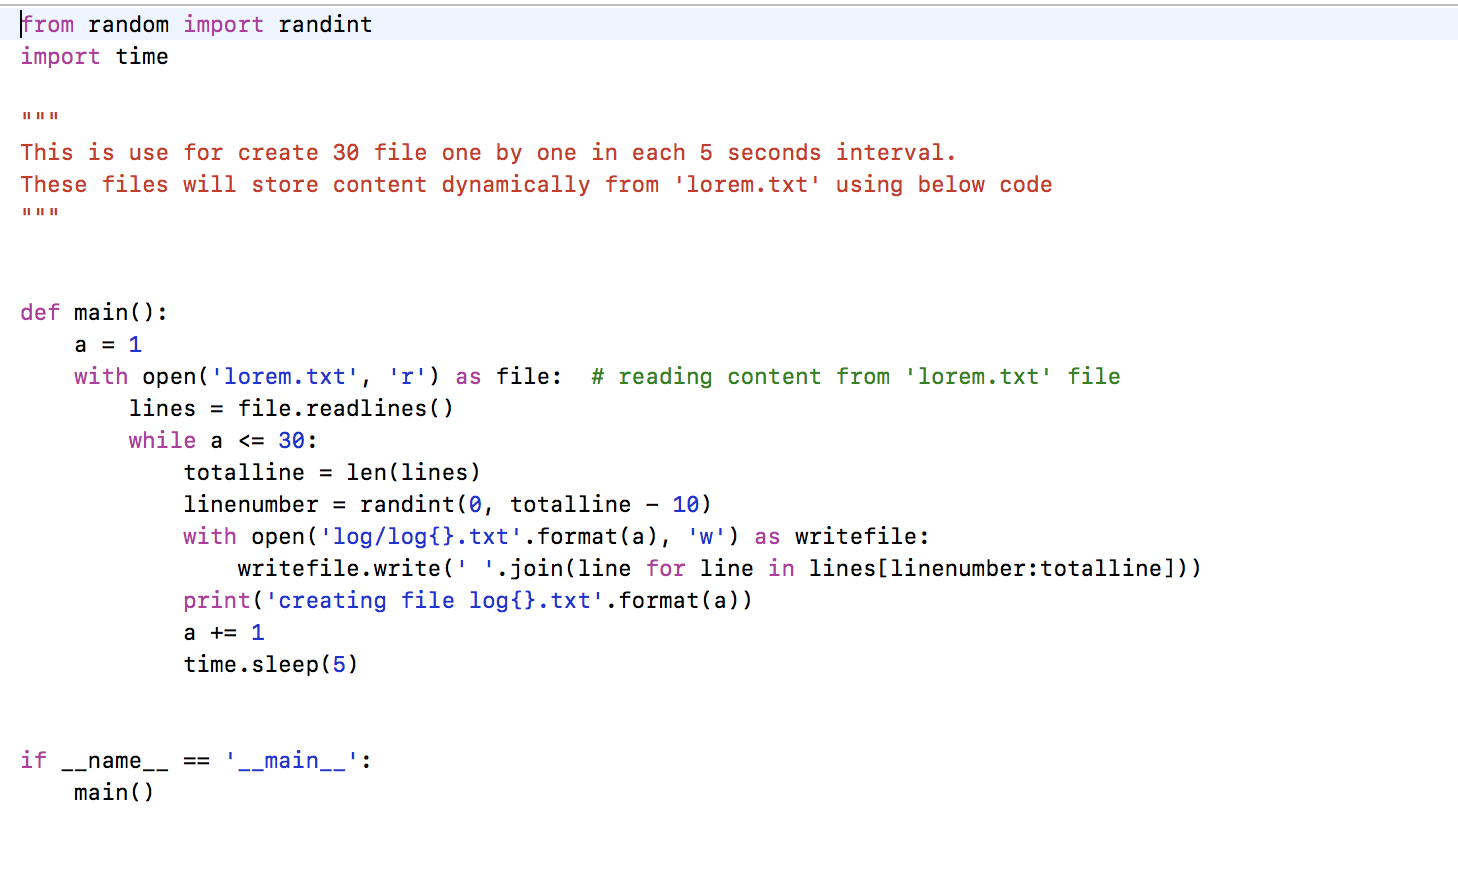 from random import randint
import time

"""
This is use for create 30 file one by one in each 5 seconds interval.
These files will store content dynamically from 'lorem.txt' using below code
"""


def main():
    a = 1
    with open('lorem.txt', 'r') as file:  # reading content from 'lorem.txt' file
        lines = file.readlines()
        while a <= 30:
            totalline = len(lines)
            linenumber = randint(0, totalline - 10)
            with open('log/log{}.txt'.format(a), 'w') as writefile:
                writefile.write(' '.join(line for line in lines[linenumber:totalline]))
            print('creating file log{}.txt'.format(a))
            a += 1
            time.sleep(5)


if __name__ == '__main__':
    main()